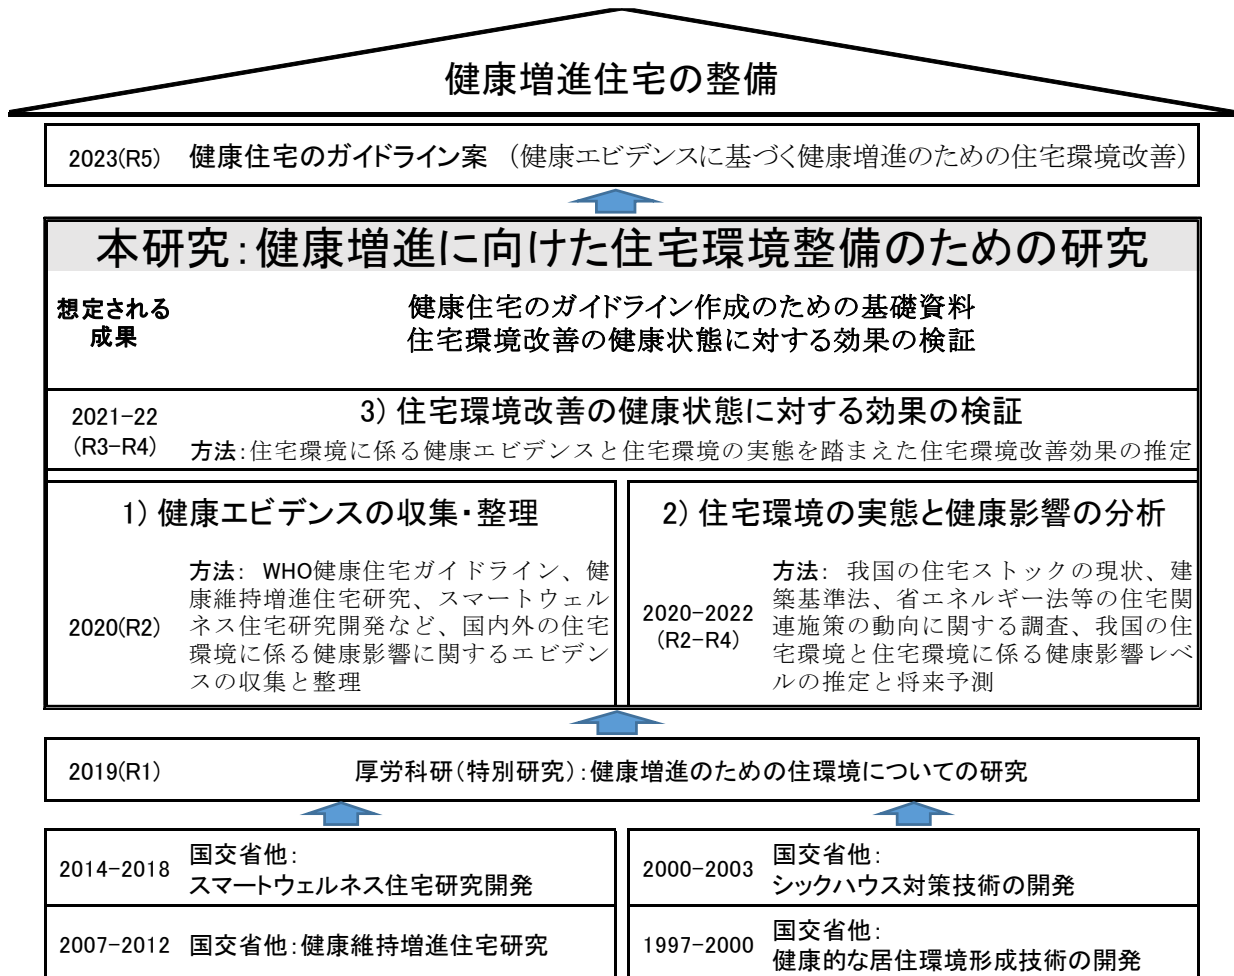 健康増進住宅の整備
2023(R5) 健康住宅のガイドライン案 (健康エビデンスに基づく健康増進のための住宅環境改善)
本研究:健康増進に向けた住宅環境整備のための研究
想定される
成果
健康住宅のガイドライン作成のための基礎資料
住宅環境改善の健康状態に対する効果の検証
2021-22
(R3-R4)
3) 住宅環境改善の健康状態に対する効果の検証
方法:住宅環境に係る健康エビデンスと住宅環境の実態を踏まえた住宅環境改善効果の推定
1) 健康エビデンスの収集・整理
2020(R2)
方法: WHO健康住宅ガイドライン、健
康維持増進住宅研究、スマートウェル
ネス住宅研究開発など、国内外の住宅
環境に係る健康影響に関するエビデン
スの収集と整理
2) 住宅環境の実態と健康影響の分析
2020-2022
(R2-R4)
方法: 我国の住宅ストックの現状、建
築基準法、省エネルギー法等の住宅関
連施策の動向に関する調査、我国の住
宅環境と住宅環境に係る健康影響レベ
ルの推定と将来予測
2019(R1) 厚労科研(特別研究):健康増進のための住環境についての研究
2014-2018
国交省他:
スマートウェルネス住宅研究開発
2007-2012 国交省他:健康維持増進住宅研究
2000-2003
国交省他:
シックハウス対策技術の開発
1997-2000
国交省他:
健康的な居住環境形成技術の開発